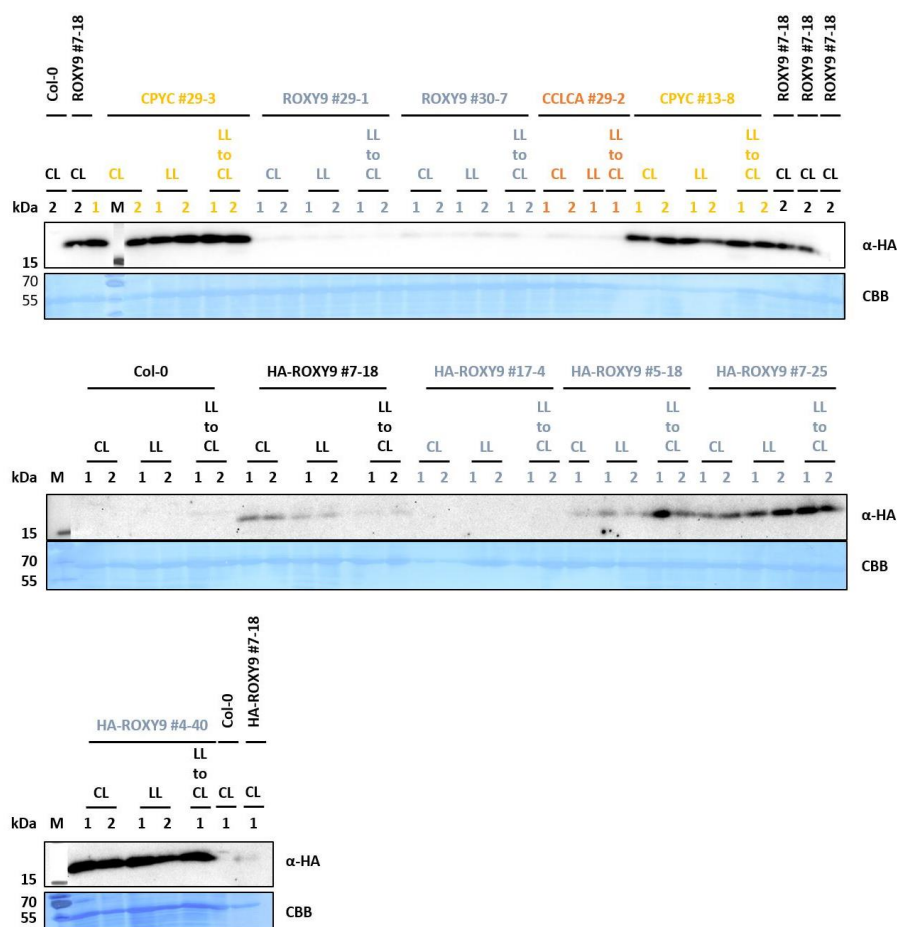 Col-0 ROXY9 #7-18 ROXY9 #7-18 ROXY9 #7-18 ROXY9 #7-18
CPYC #29-3 ROXY9 #29-1 ROXY9 #30-7 CCLCA #29-2 CPYC #13-8
LL LL LL LL LL
to to to to to
CL CL CL LL CL CL LL CL CL LL CL CL LL CL CL LL CL CL CL CL
kDa 2 2 1 M 2 1 2 1 2 1 2 1 2 1 2 1 2 1 2 1 2 1 2 1 1 1 2 1 2 1 2 2 2 2
α-HA
15
70
55 CBB
Col-0 HA-ROXY9 #7-18 HA-ROXY9 #17-4 HA-ROXY9 #5-18 HA-ROXY9 #7-25
LL LL LL LL LL
to to to to to
CL LL CL CL LL CL CL LL CL CL LL CL CL LL CL
kDa M 1 2 1 2 1 2 1 2 1 2 1 2 1 2 1 2 1 2 1 1 2 1 2 1 2 1 2 1 2
α-HA
15
70 CBB
55
Col-0 HA-ROXY9 #7-18
HA-ROXY9 #4-40
LL
to
CL LL CL CL CL
kDa M 1 2 1 2 1 1 1
α-HA
15
70
55 CBB